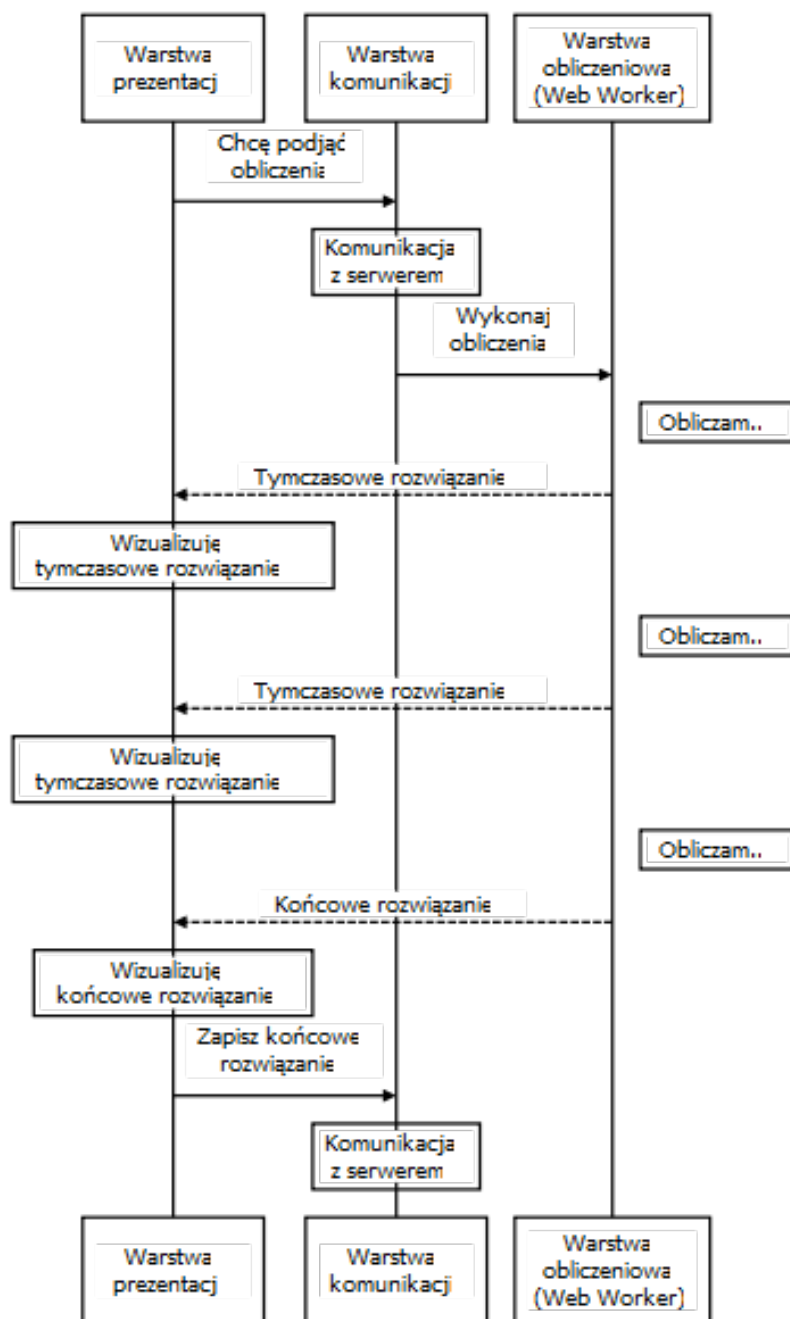 Warstwa
prezentacj
Warstwa
komunikacji
Warstwa
obliczeniowa
(Web Worker)
Chcę podjąć
obliczenia
Komunikacja
z serwerem
Wykonaj
obliczenia
Obliczam..
Tymczasowe rozwiązanie
Wizualizuję
tymczasowe rozwiązanie
Obliczam..
Tymczasowe rozwiązanie
Wizualizuję
tymczasowe rozwiązanie
Obliczam..
Końcowe rozwiązanie
Wizualizuję
końcowe rozwiązanie
Zapisz końcowe
rozwiązanie
Komunikacja
z serwerem
Warstwa
prezentacj
Warstwa
komunikacji
Warstwa
obliczeniowa
(Web Worker)